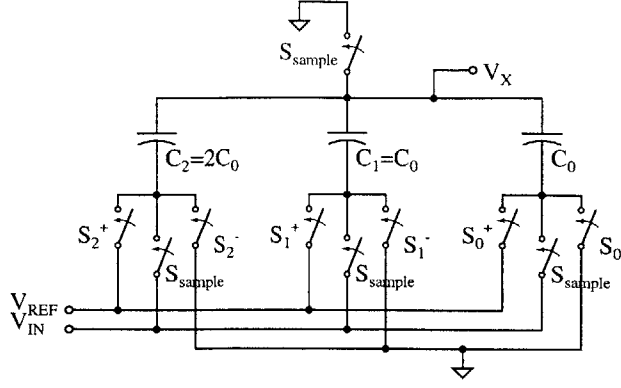 S_sample
V_X
C_2=2C_0
C_1=C_0
C_0
S_2^+
S_2^-
S_1^+
S_1^-
S_0^+
S_0
S_sample
S_sample
S_sample
V_REF
V_IN